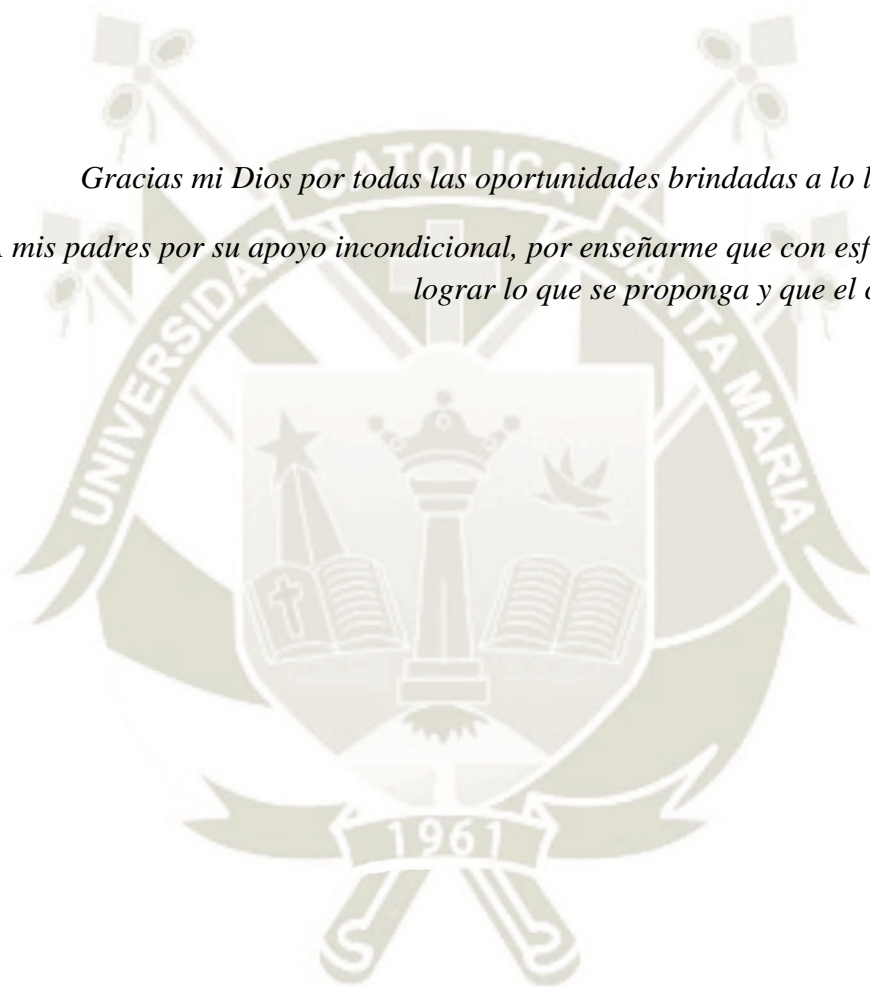 Gracias mi Dios por todas las oportunidades brindadas a lo
mis padres por su apoyo incondicional, por enseñarme que con
lograr lo que se proponga y que el
UNIVERSIDAD CATOLICA SANTA MARIA
1961